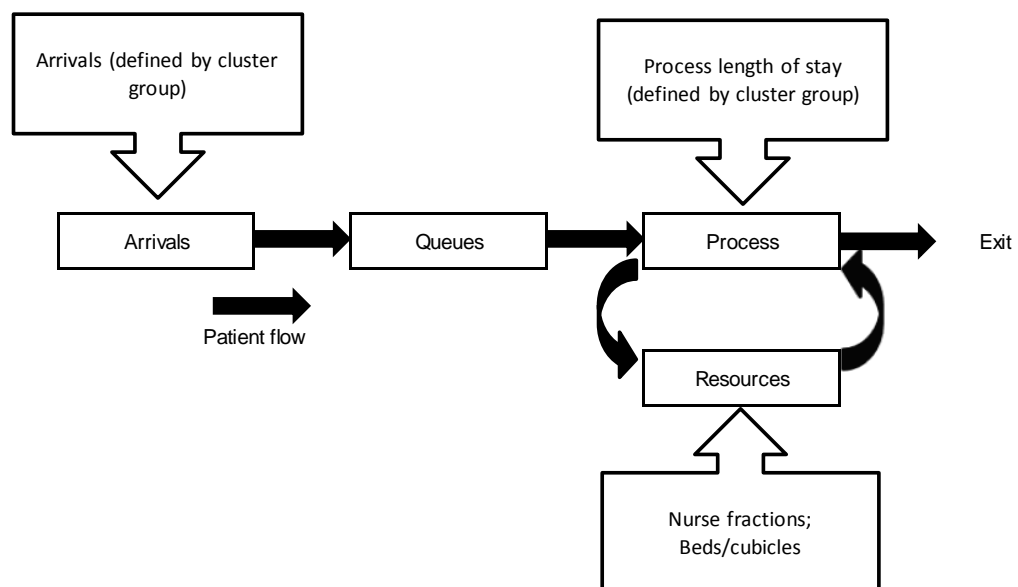 Arrivals (defined by cluster
group)
Process length of stay
(defined by cluster group)
Arrivals
Queues
Process
Exit
Patient flow
Resources
Nurse fractions;
Beds/cubicles